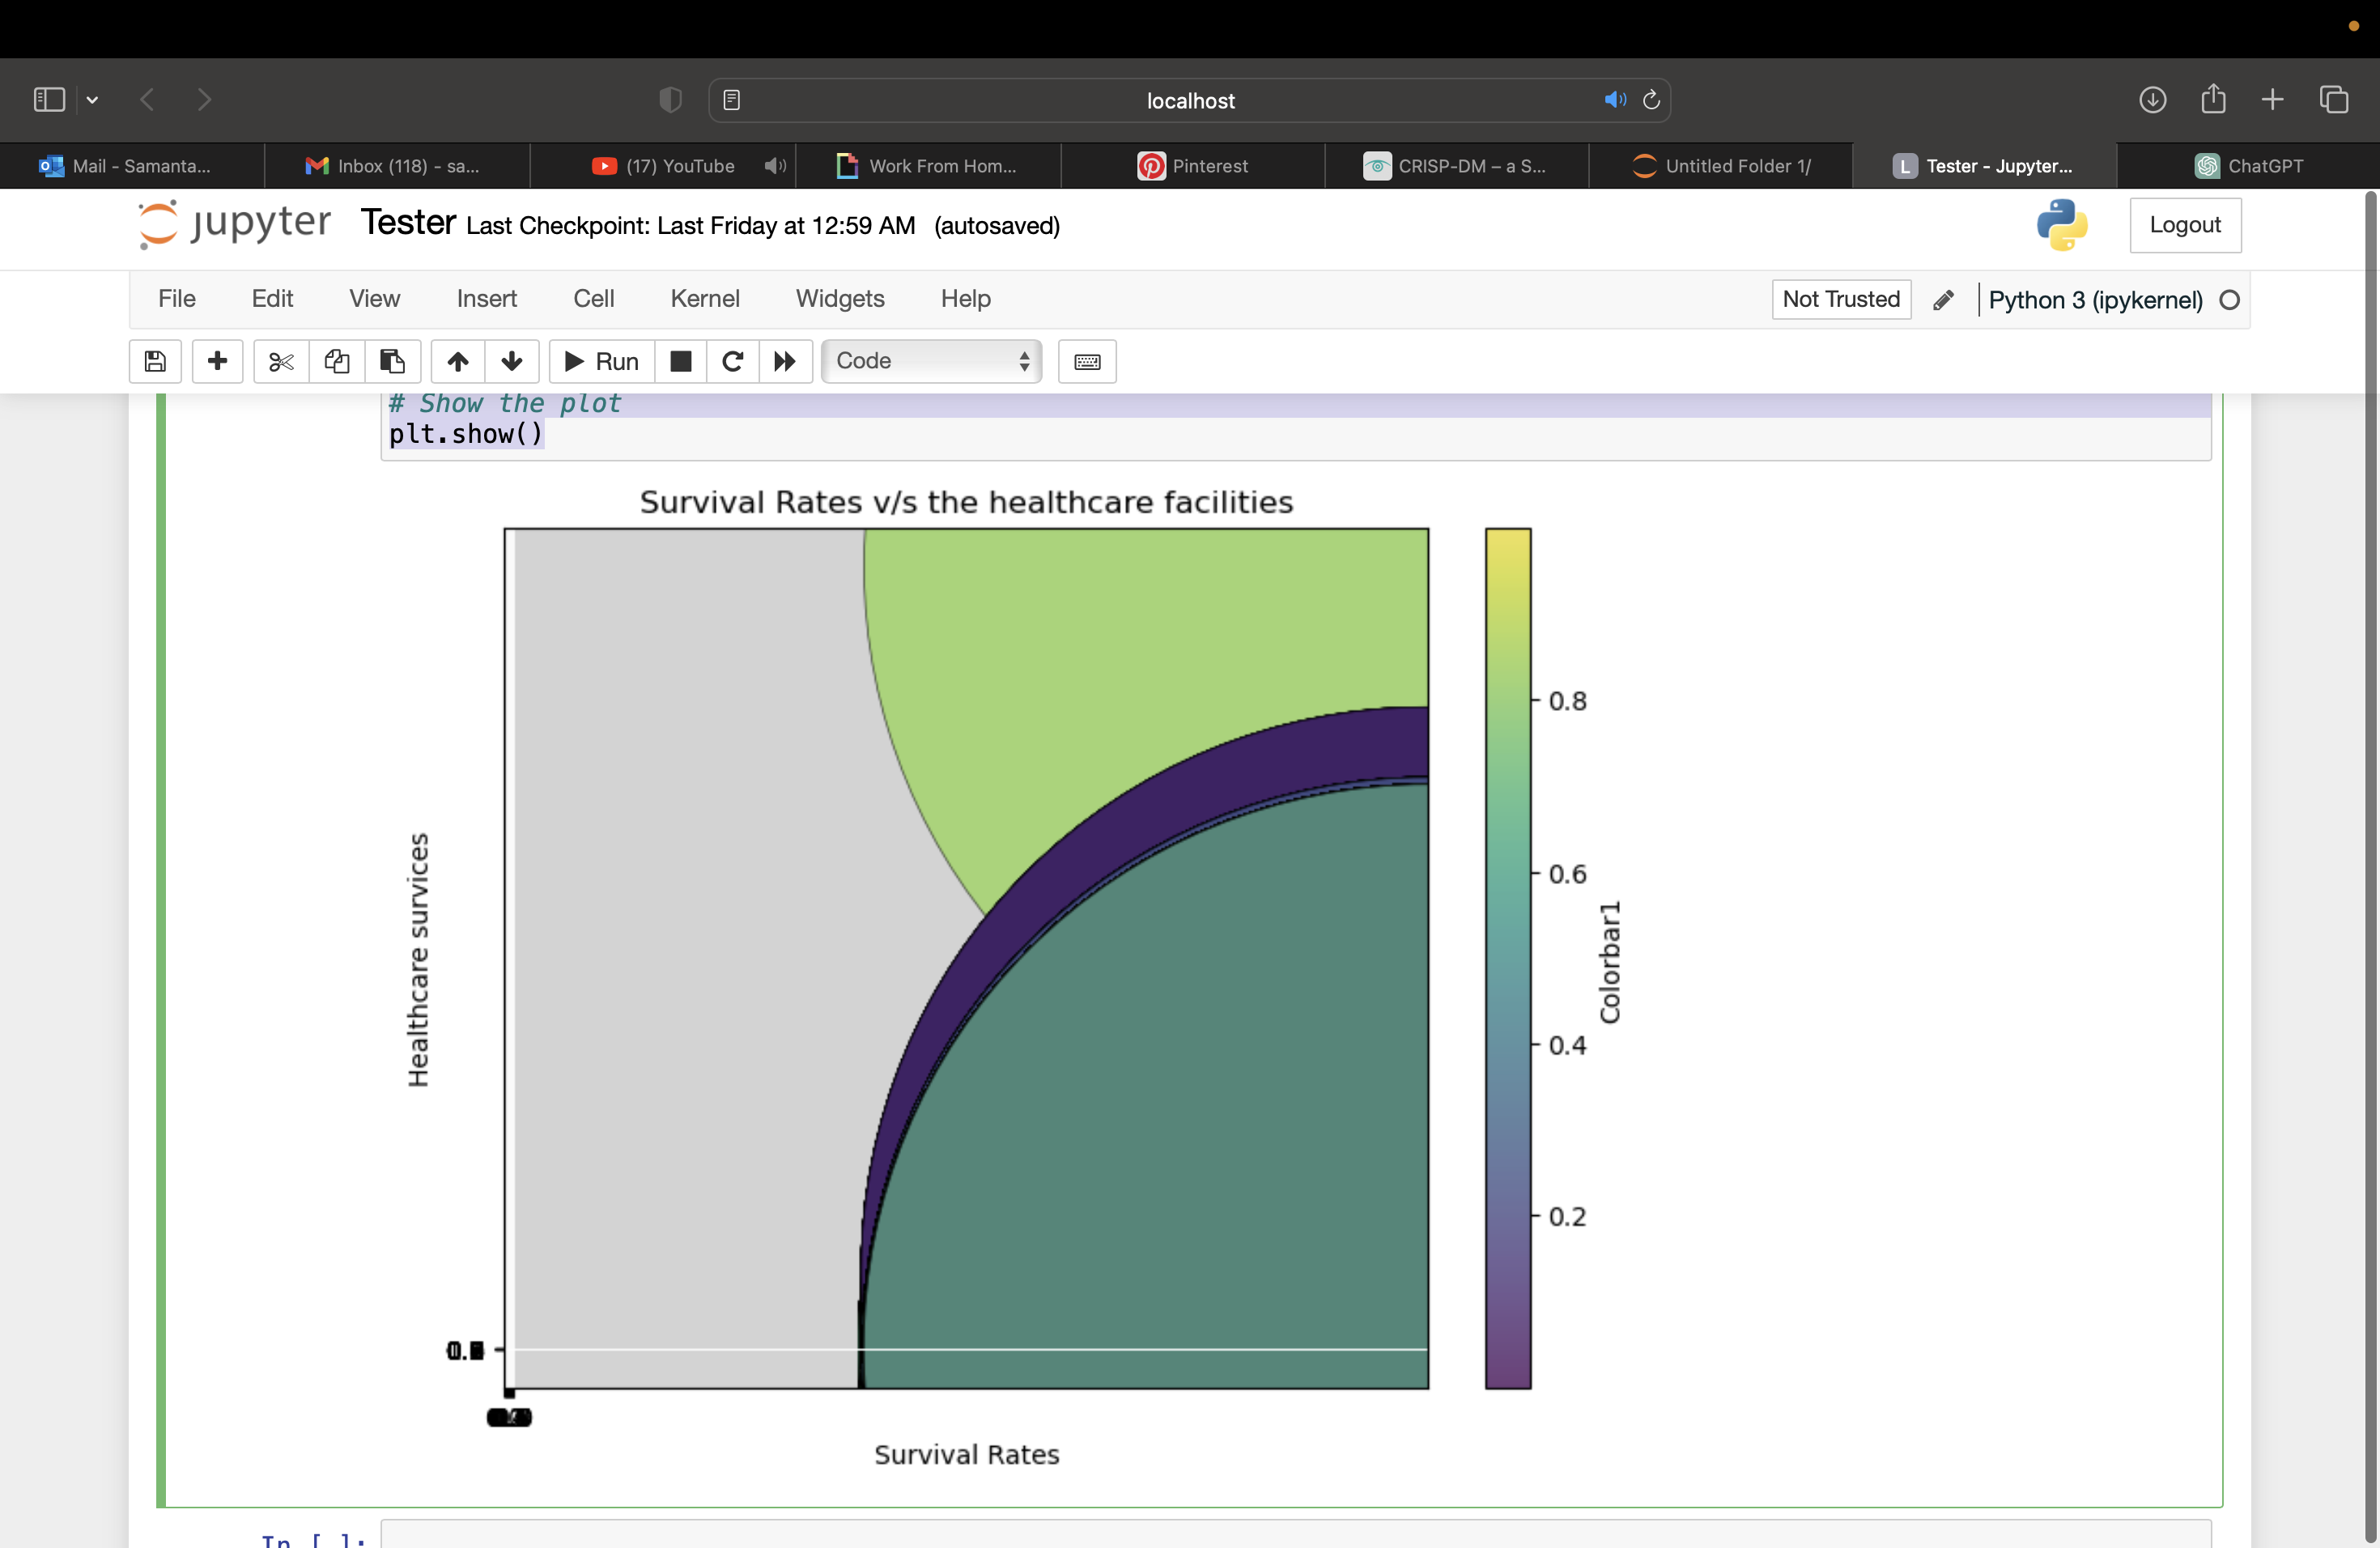 localhost
Mail - Samanta...
Inbox (118) - sa...
(17) YouTube
Work From Hom...
Pinterest
CRISP-DM – a S...
Untitled Folder 1/
L Tester - Jupyter...
ChatGPT
jupyter Tester Last Checkpoint: Last Friday at 12:59 AM (autosaved)
Logout
File Edit View Insert Cell Kernel Widgets Help
Not Trusted
Python 3 (ipykernel)
Run
Code
# Show the plot
plt.show()
Survival Rates v/s the healthcare facilities
Healthcare survices
0.8
0.6
0.4
0.2
Colorbar1
Survival Rates
In [ ]: